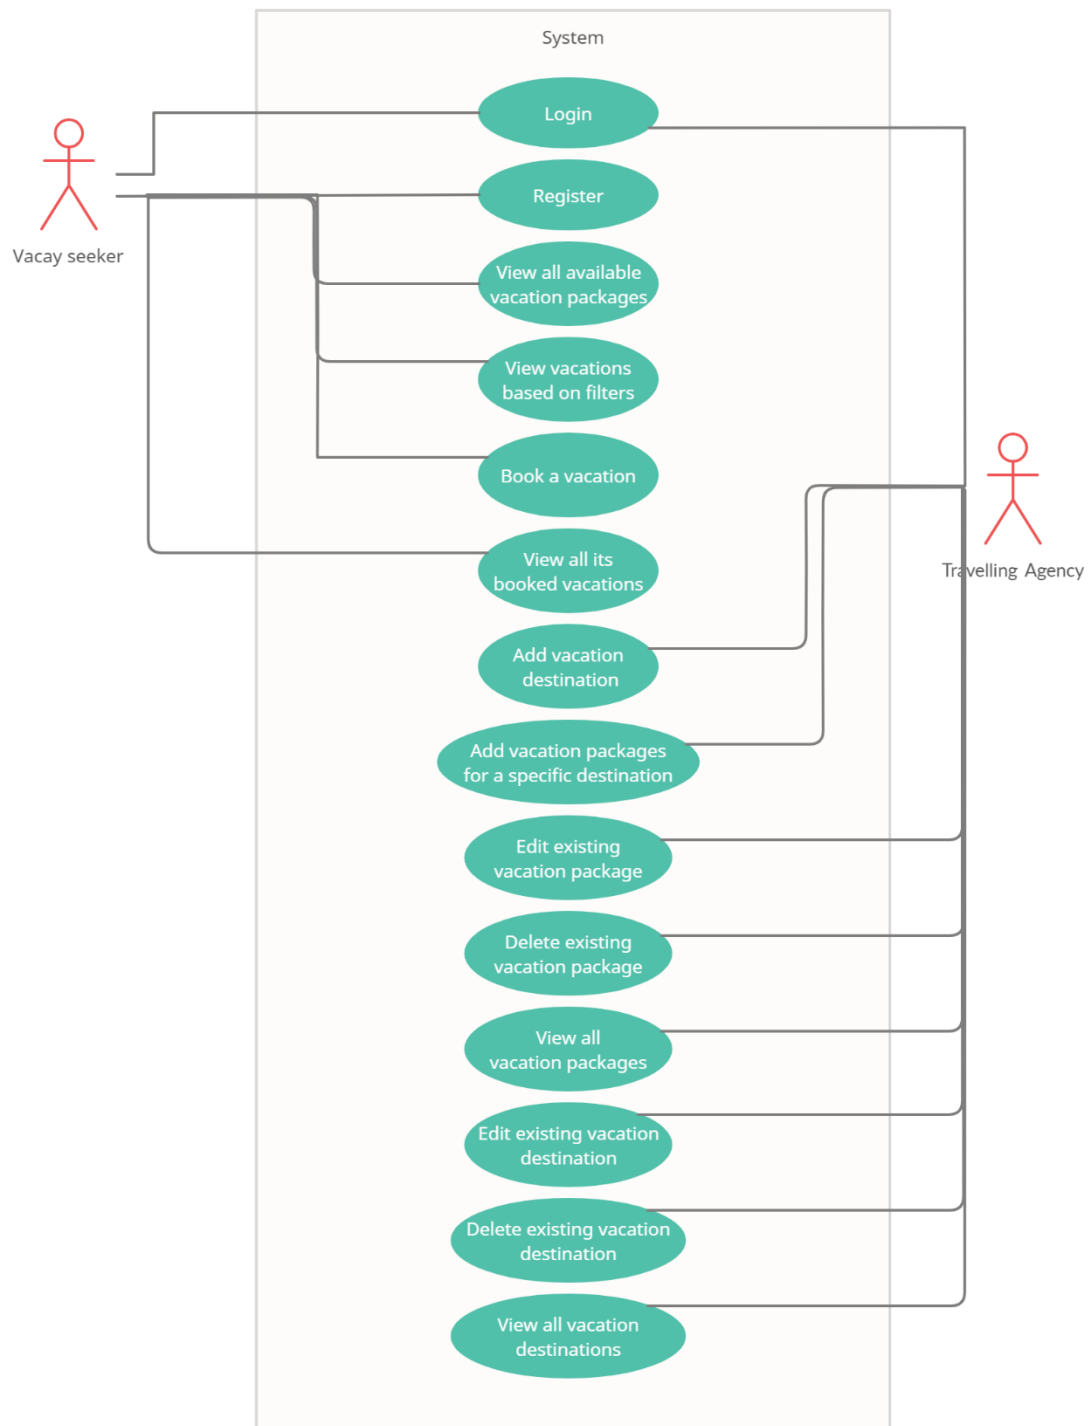 System
Login
Vacay seeker
Register
View all available
vacation packages
View vacations
based on filters
Book a vacation
View all its
booked vacations
Travelling Agency
Add vacation
destination
Add vacation packages
for a specific destination
Edit existing
vacation package
Delete existing
vacation package
View all
vacation packages
Edit existing vacation
destination
Delete existing vacation
destination
View all vacation
destinations